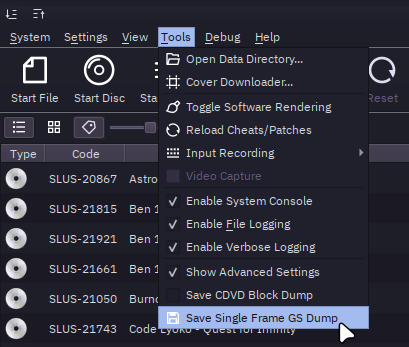 System Settings View Tools Debug Help
Open Data Directory...
Cover Downloader...
Start File Start Disc Sta Reset
Toggle Software Rendering
Reload Cheats/Patches
Input Recording
Type Code
Video Capture
SLUS-20867 Astro
Enable System Console
SLUS-21815 Ben 1
Enable File Logging
SLUS-21921 Ben 1
Enable Verbose Logging
SLUS-21661 Ben 1
Show Advanced Settings
SLUS-21050 Burno
Save CDVD Block Dump
Save Single Frame GS Dump
SLUS-21743 Code Lyoko - Quest for Infinity